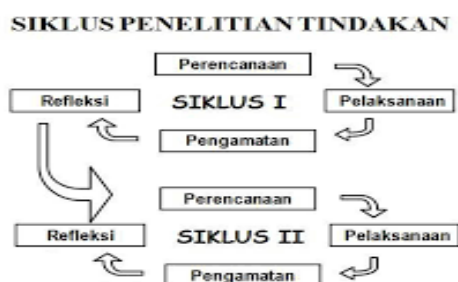 SIKLUS PENELITIAN TINDAKAN
Perencanaan
Refleksi SIKLUS I Pelaksanaan
Pengamatan
Perencanaan
Refleksi SIKLUS II Pelaksanaan
Pengamatan